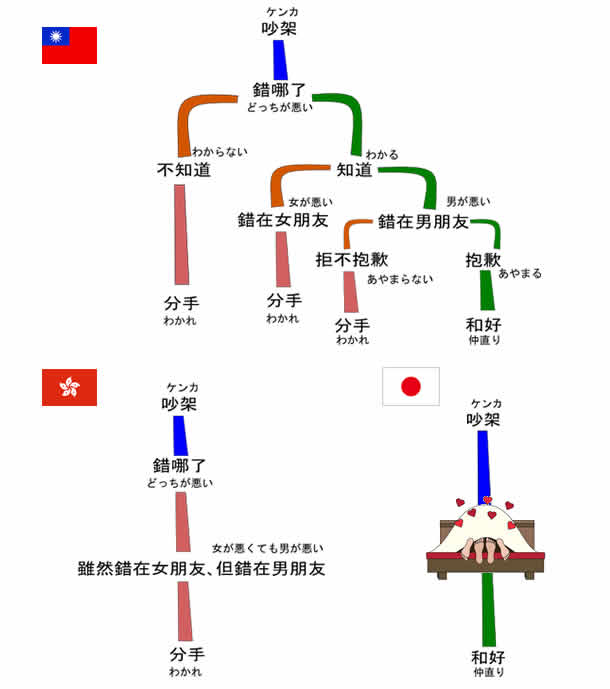 ケンカ
吵架
錯哪了
どっちが悪い
わからない
不知道
わかる
知道
女が悪い
錯在女朋友
男が悪い
錯在男朋友
拒不抱歉
あやまらない
抱歉
あやまる
分手
わかれ
分手
わかれ
分手
わかれ
和好
仲直り
ケンカ
吵架
錯哪了
どっちが悪い
女が悪くても男が悪い
雖然錯在女朋友、但錯在男朋友
分手
わかれ
ケンカ
吵架
和好
仲直り